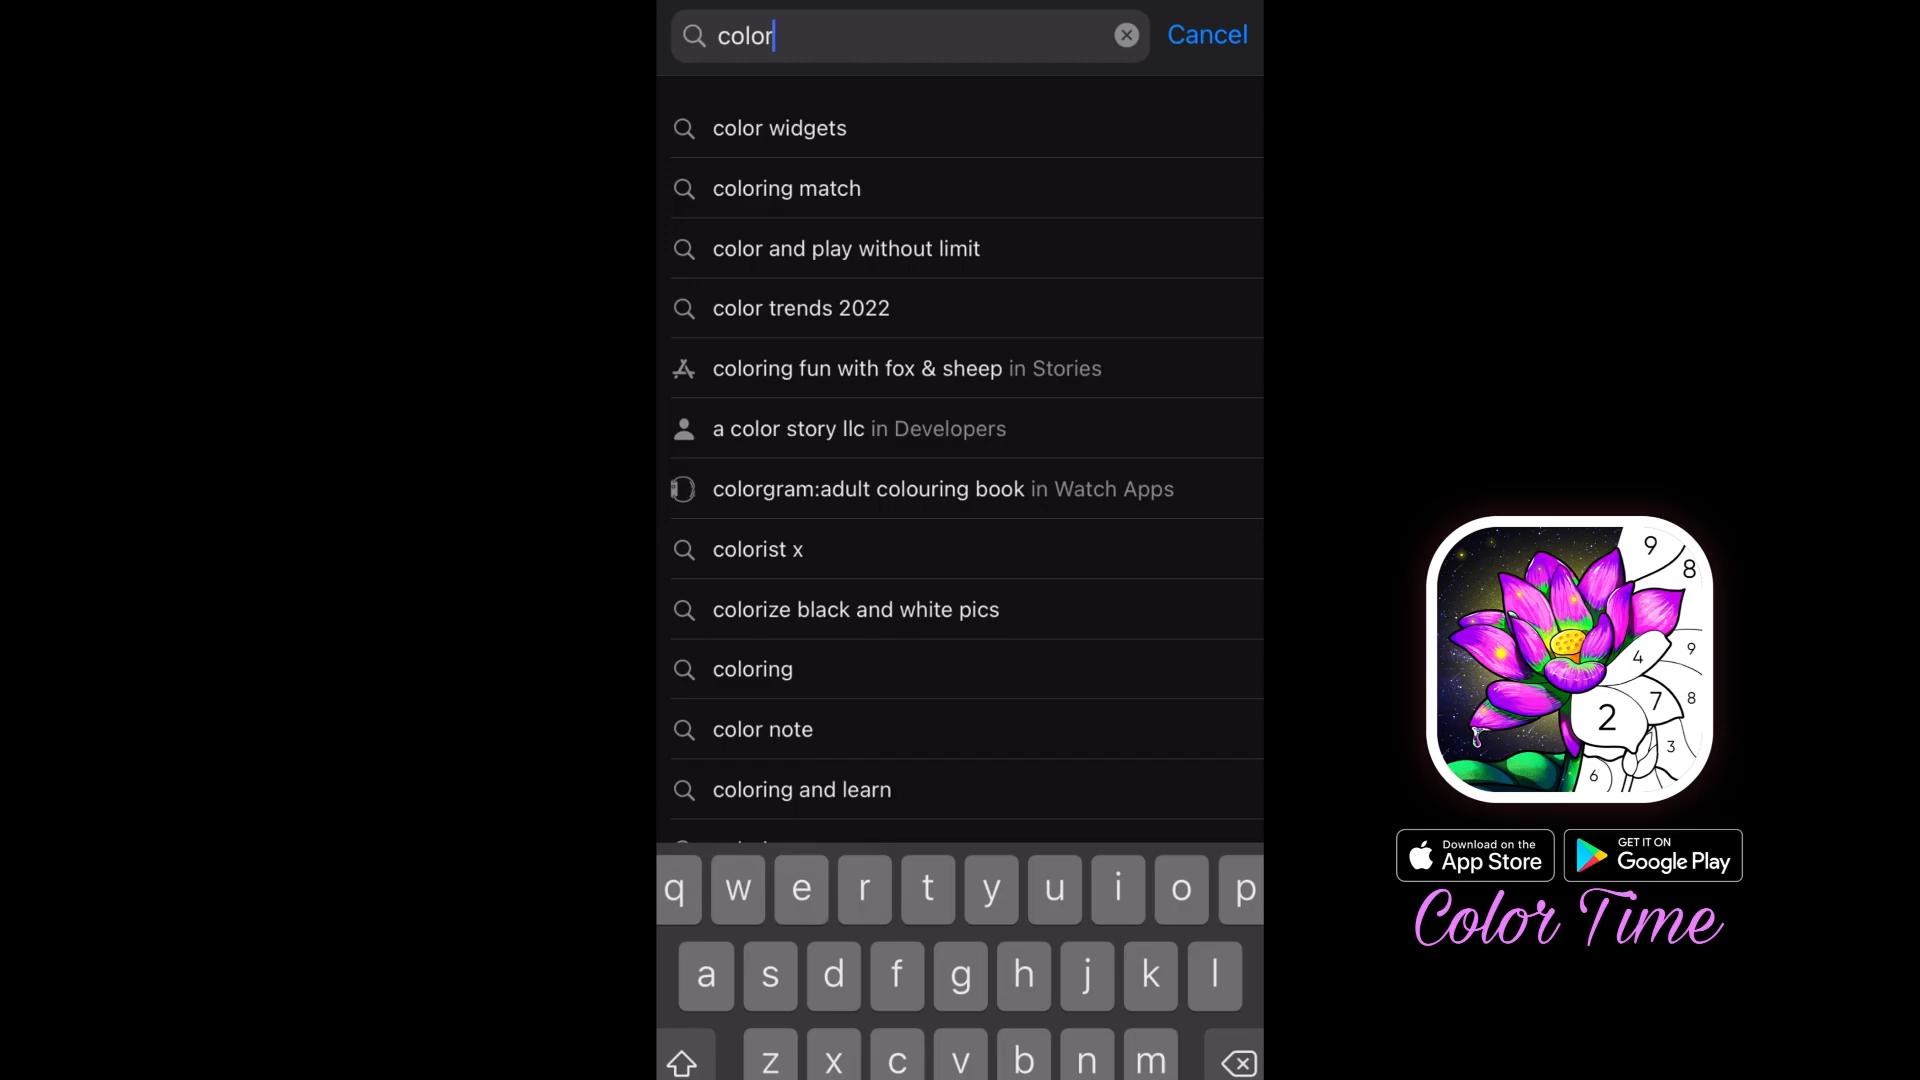 color
Cancel
color widgets
coloring match
color and play without limit
color trends 2022
coloring fun with fox & sheep in Stories
a color story llc in Developers
colorgram:adult colouring book in Watch Apps
colorist x
colorize black and white pics
coloring
color note
coloring and learn
q w e r t y u i o p
a s d f g h j k l
z x c v b n m
9
8
4
9
7
8
2
3
6
Download on the
App Store
GET IT ON
Google Play
Color Time